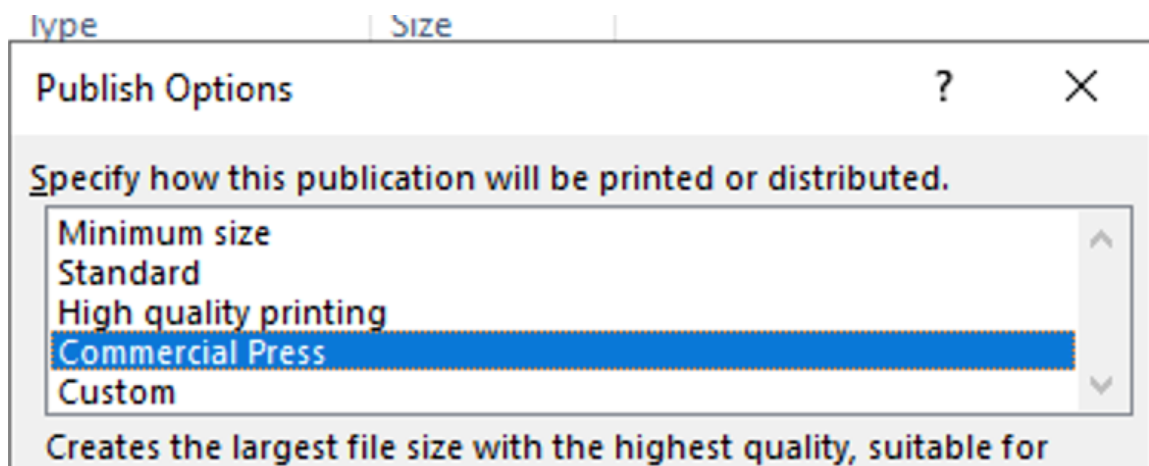 Type Size
Publish Options ? ×
Specify how this publication will be printed or distributed.
Minimum size
Standard
High quality printing
Commercial Press
Custom
Creates the largest file size with the highest quality, suitable for